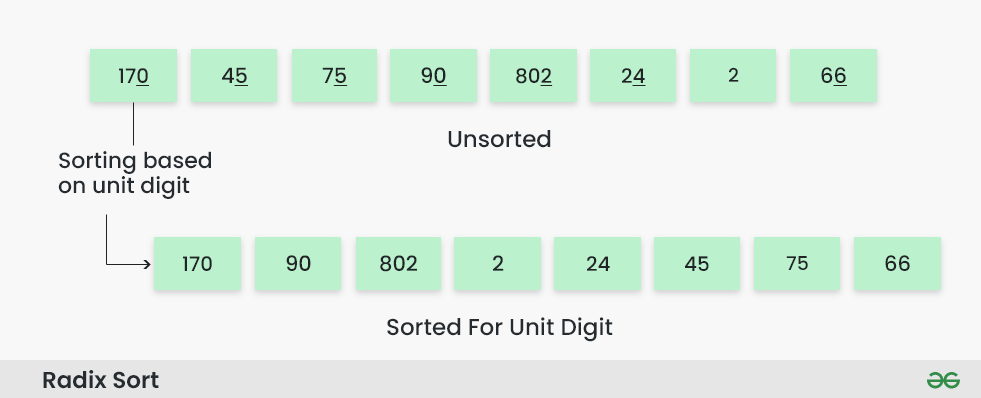 170 45 75 90 802 24 2 66
Unsorted
Sorting based
on unit digit
170 90 802 2 24 45 75 66
Sorted For Unit Digit
Radix Sort